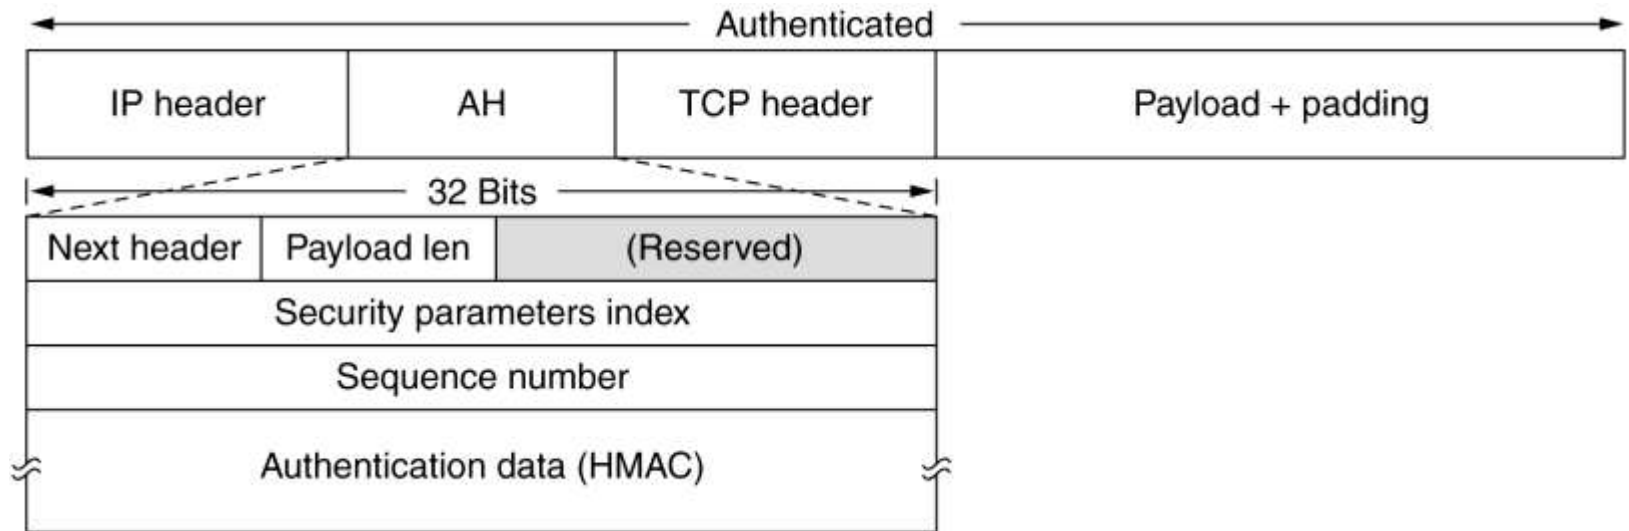 Authenticated
IP header AH TCP header Payload + padding
32 Bits
Next header Payload len (Reserved)
Security parameters index
Sequence number
Authentication data (HMAC)